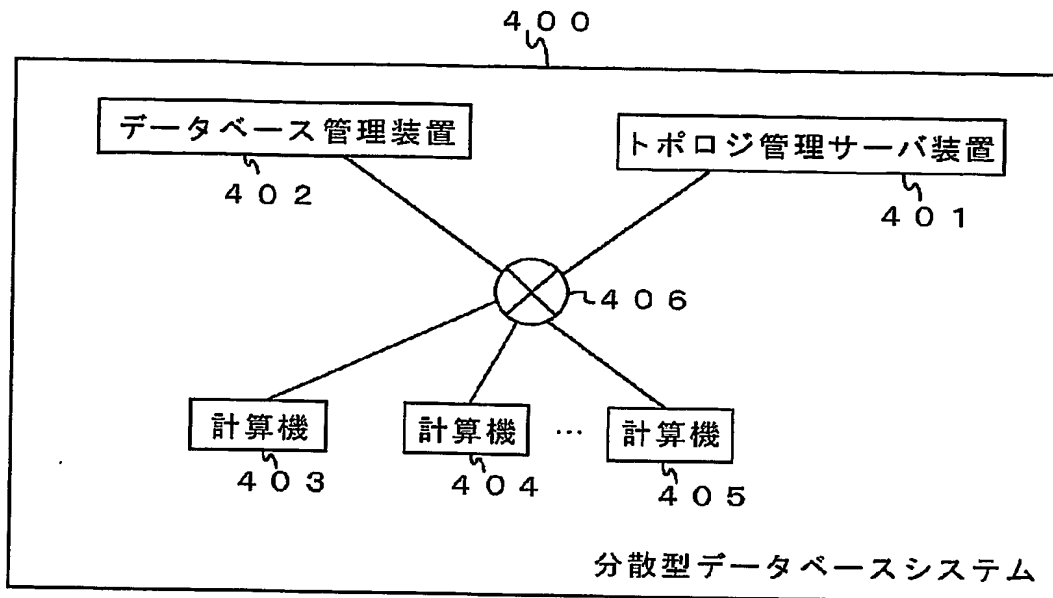 ４００
データベース管理装置
トポロジ管理サーバ装置
４０２
４０１
４０６
計算機
計算機
…
計算機
４０３
４０４
４０５
分散型データベースシステム